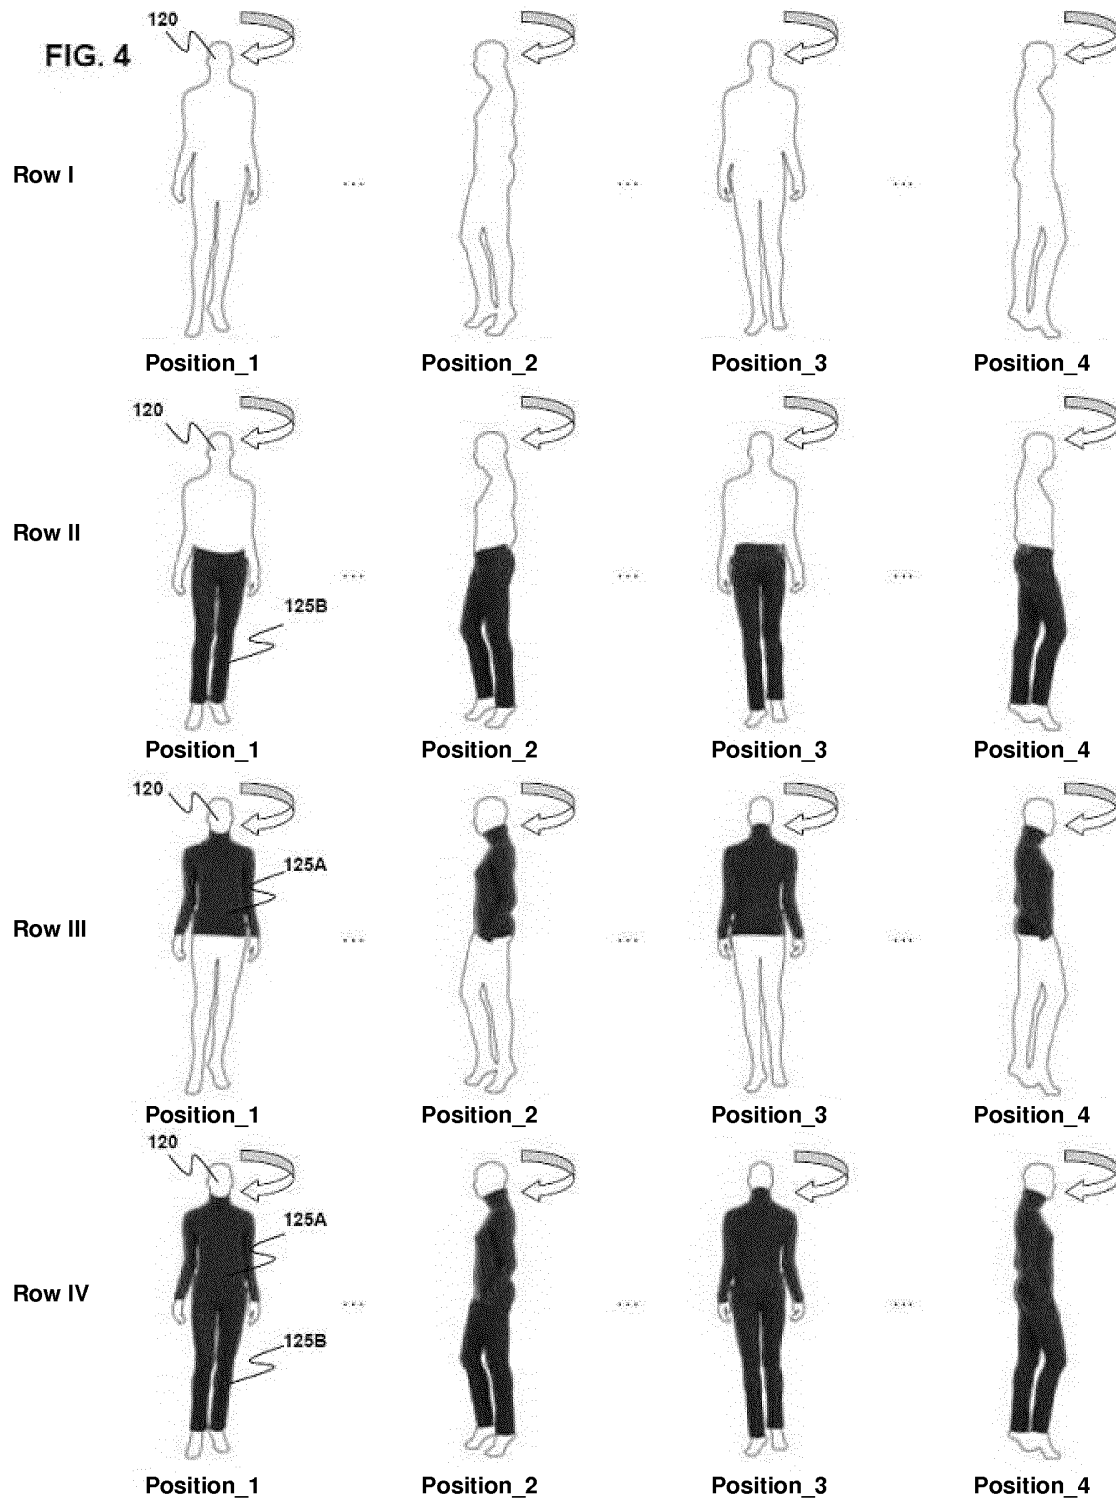 120
FIG. 4
Row I
... ... ...
Position_1 Position_2 Position_3 Position_4
120
Row II
... ... ...
125B
Position_1 Position_2 Position_3 Position_4
120
125A
Row III
... ... ...
Position_1 Position_2 Position_3 Position_4
120
125A
Row IV
... ... ...
125B
Position_1 Position_2 Position_3 Position_4